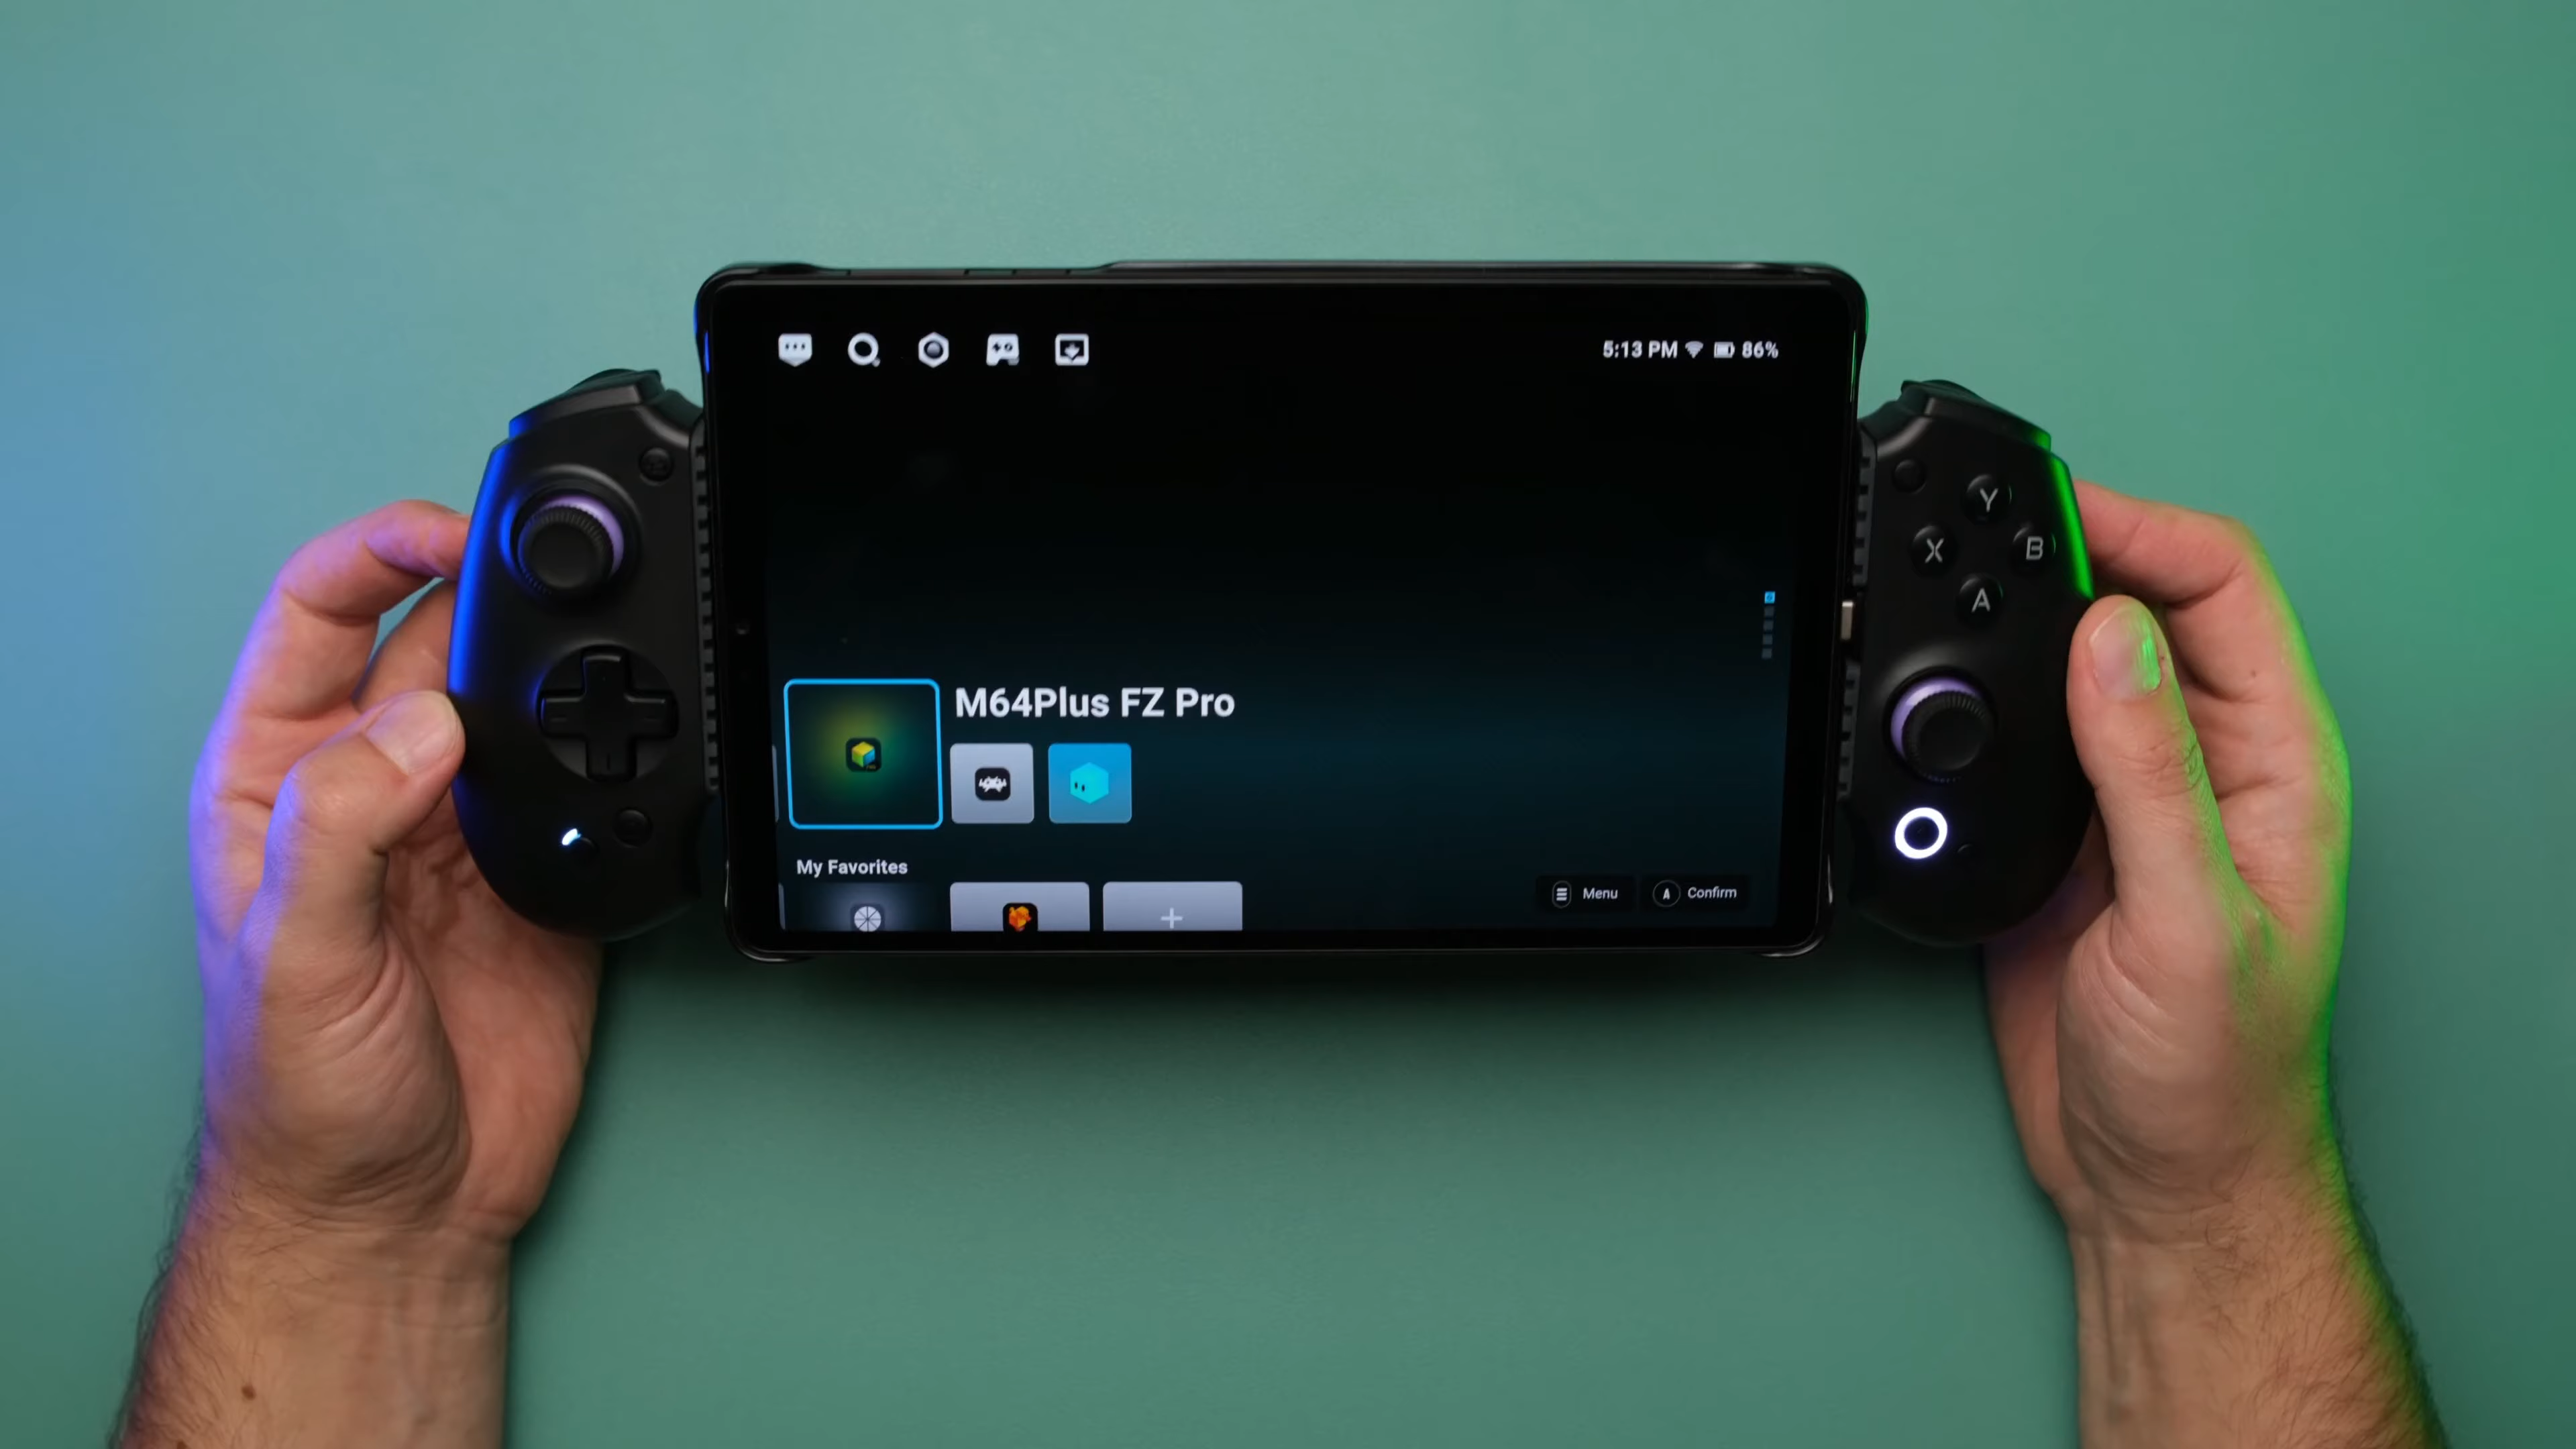 5:13 PM 86%
Y
X B
A
M64Plus FZ Pro
My Favorites
Menu A Confirm